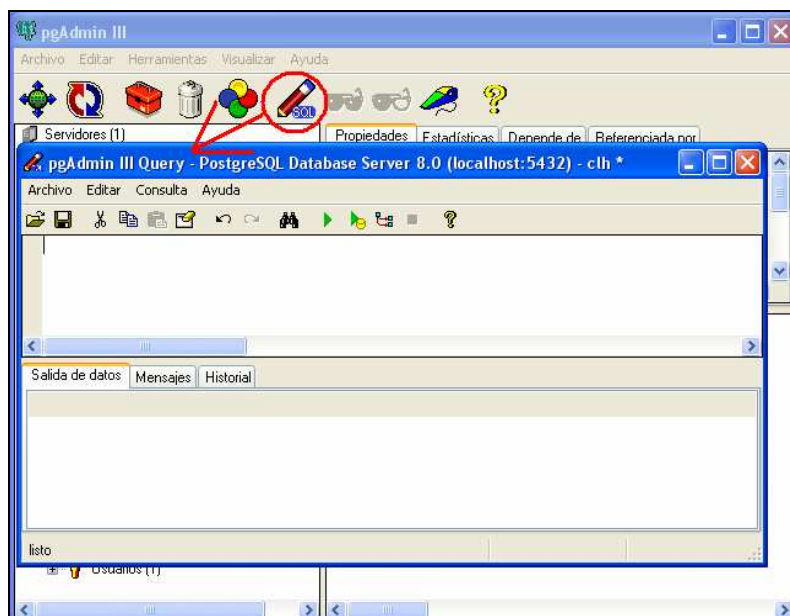 pgAdmin III
Archivo Editar Herramientas Visualizar Ayuda
SQL
Servidores (1)
Propiedades Estadísticas Depende de Referenciada por
pgAdmin III Query - PostgreSQL Database Server 8.0 (localhost:5432) - clh *
Archivo Editar Consulta Ayuda
Salida de datos Mensajes Historial
listo
Usuarios (1)